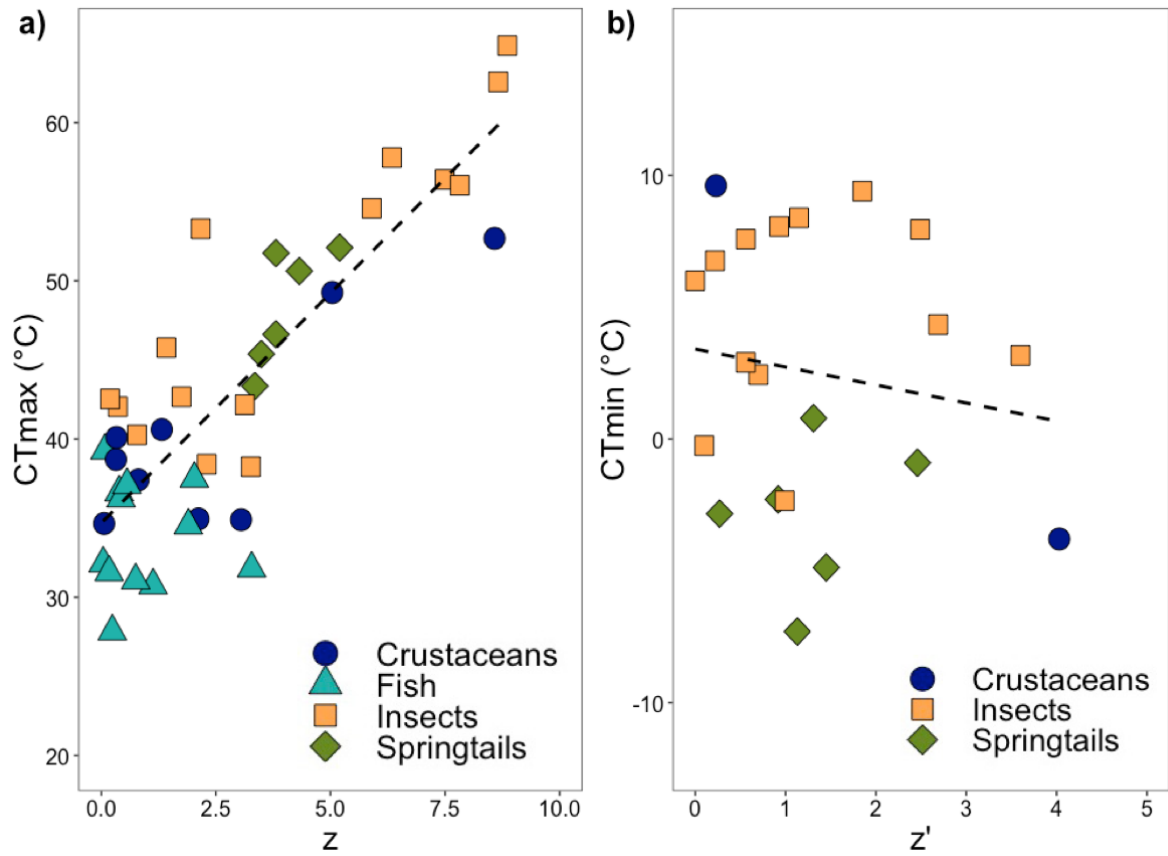 a)
CTmax (°C)
60
50
40
30
20
0.0 2.5 5.0 7.5 10.0
z
Crustaceans
Fish
Insects
Springtails
b)
CTmin (°C)
10
0
-10
0 1 2 3 4 5
z'
Crustaceans
Insects
Springtails